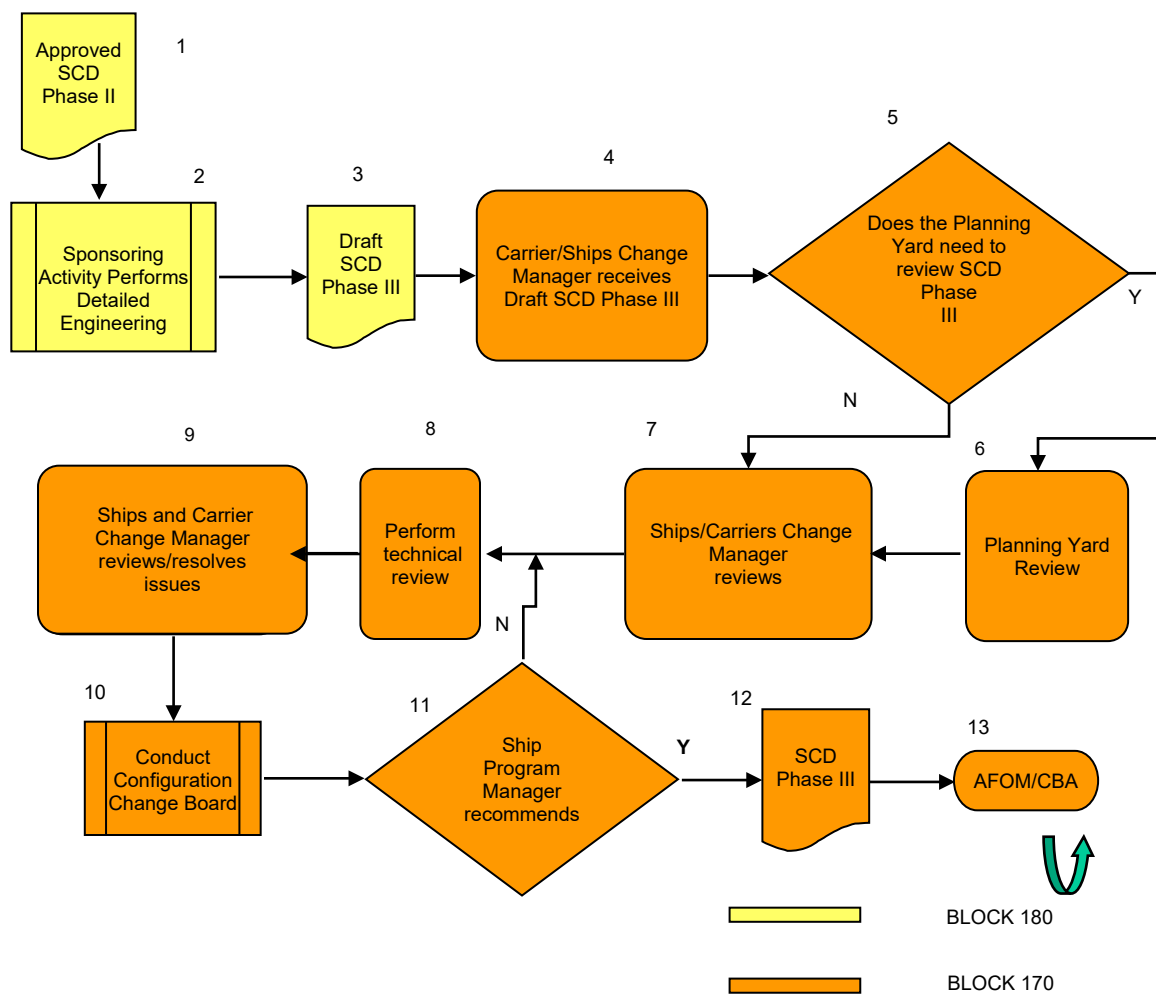 1
Approved
SCD
Phase II
2
Sponsoring
Activity Performs
Detailed
Engineering
3
Draft
SCD
Phase III
4
Carrier/Ships Change
Manager receives
Draft SCD Phase III
5
Does the Planning
Yard need to
review SCD
Phase
III
Y
N
6
Planning Yard
Review
7
Ships/Carriers Change
Manager
reviews
8
Perform
technical
review
9
Ships and Carrier
Change Manager
reviews/resolves
issues
10
Conduct
Configuration
Change Board
11
Ship
Program
Manager
recommends
N
Y
12
SCD
Phase III
13
AFOM/CBA
BLOCK 180
BLOCK 170